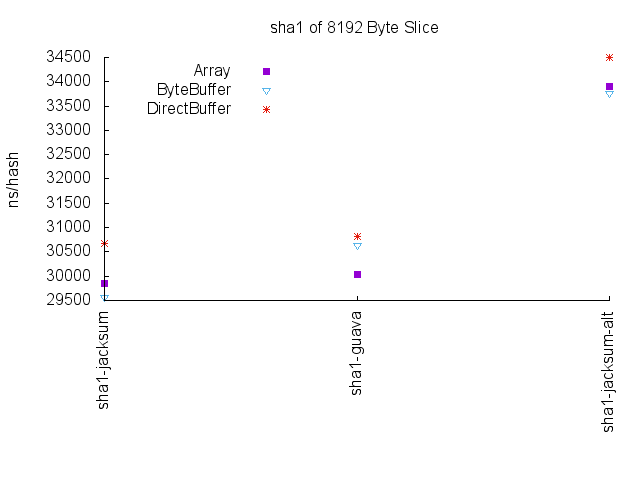 sha1 of 8192 Byte Slice
34500
34000
33500
33000
32500
32000
31500
31000
30500
30000
29500
ns/hash
Array
ByteBuffer
DirectBuffer
sha1-jacksum
sha1-guava
sha1-jacksum-alt